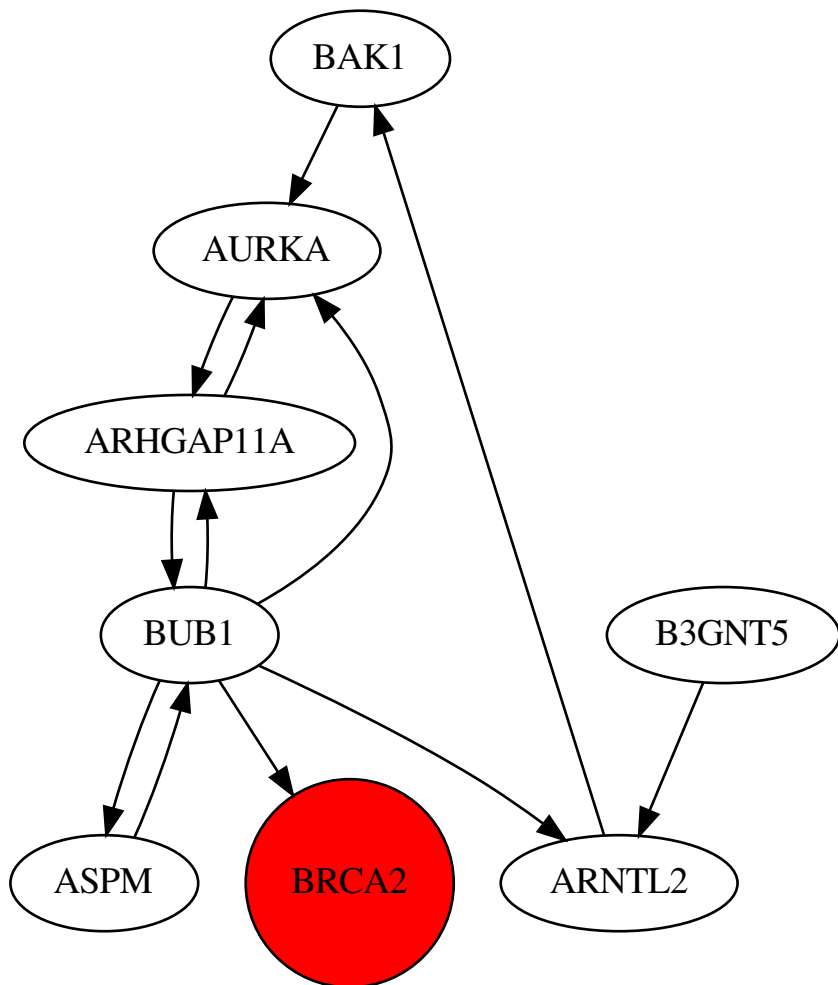 BAK1
AURKA
ARHGAP11A
BUB1
B3GNT5
ASPM
BRCA2
ARNTL2